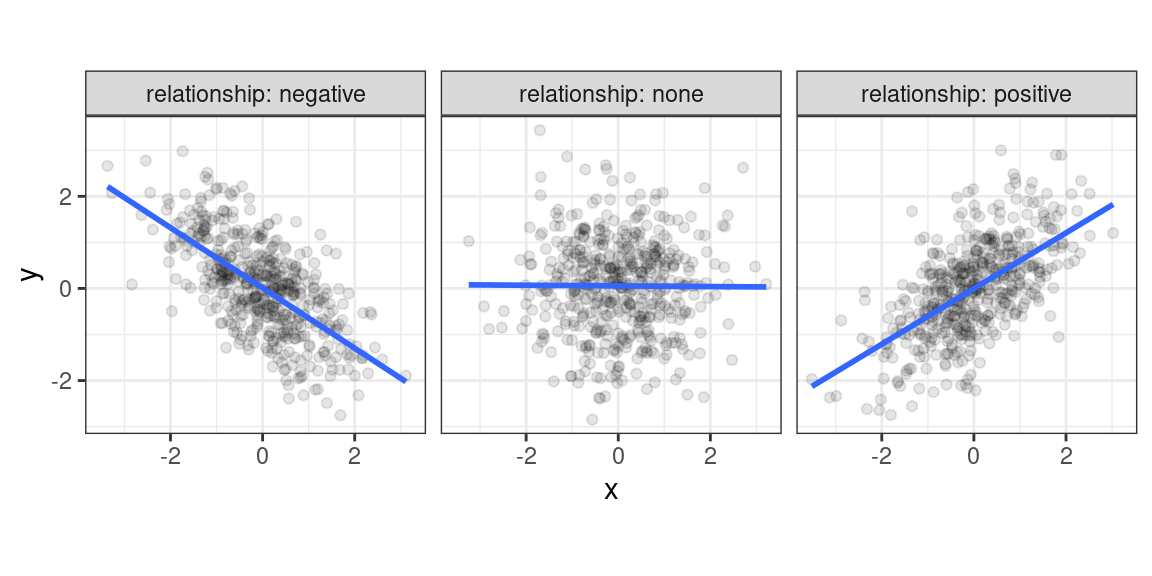 relationship: negative
relationship: none
relationship: positive
y
2
0
-2
-2 0 2
-2 0 2
-2 0 2
x